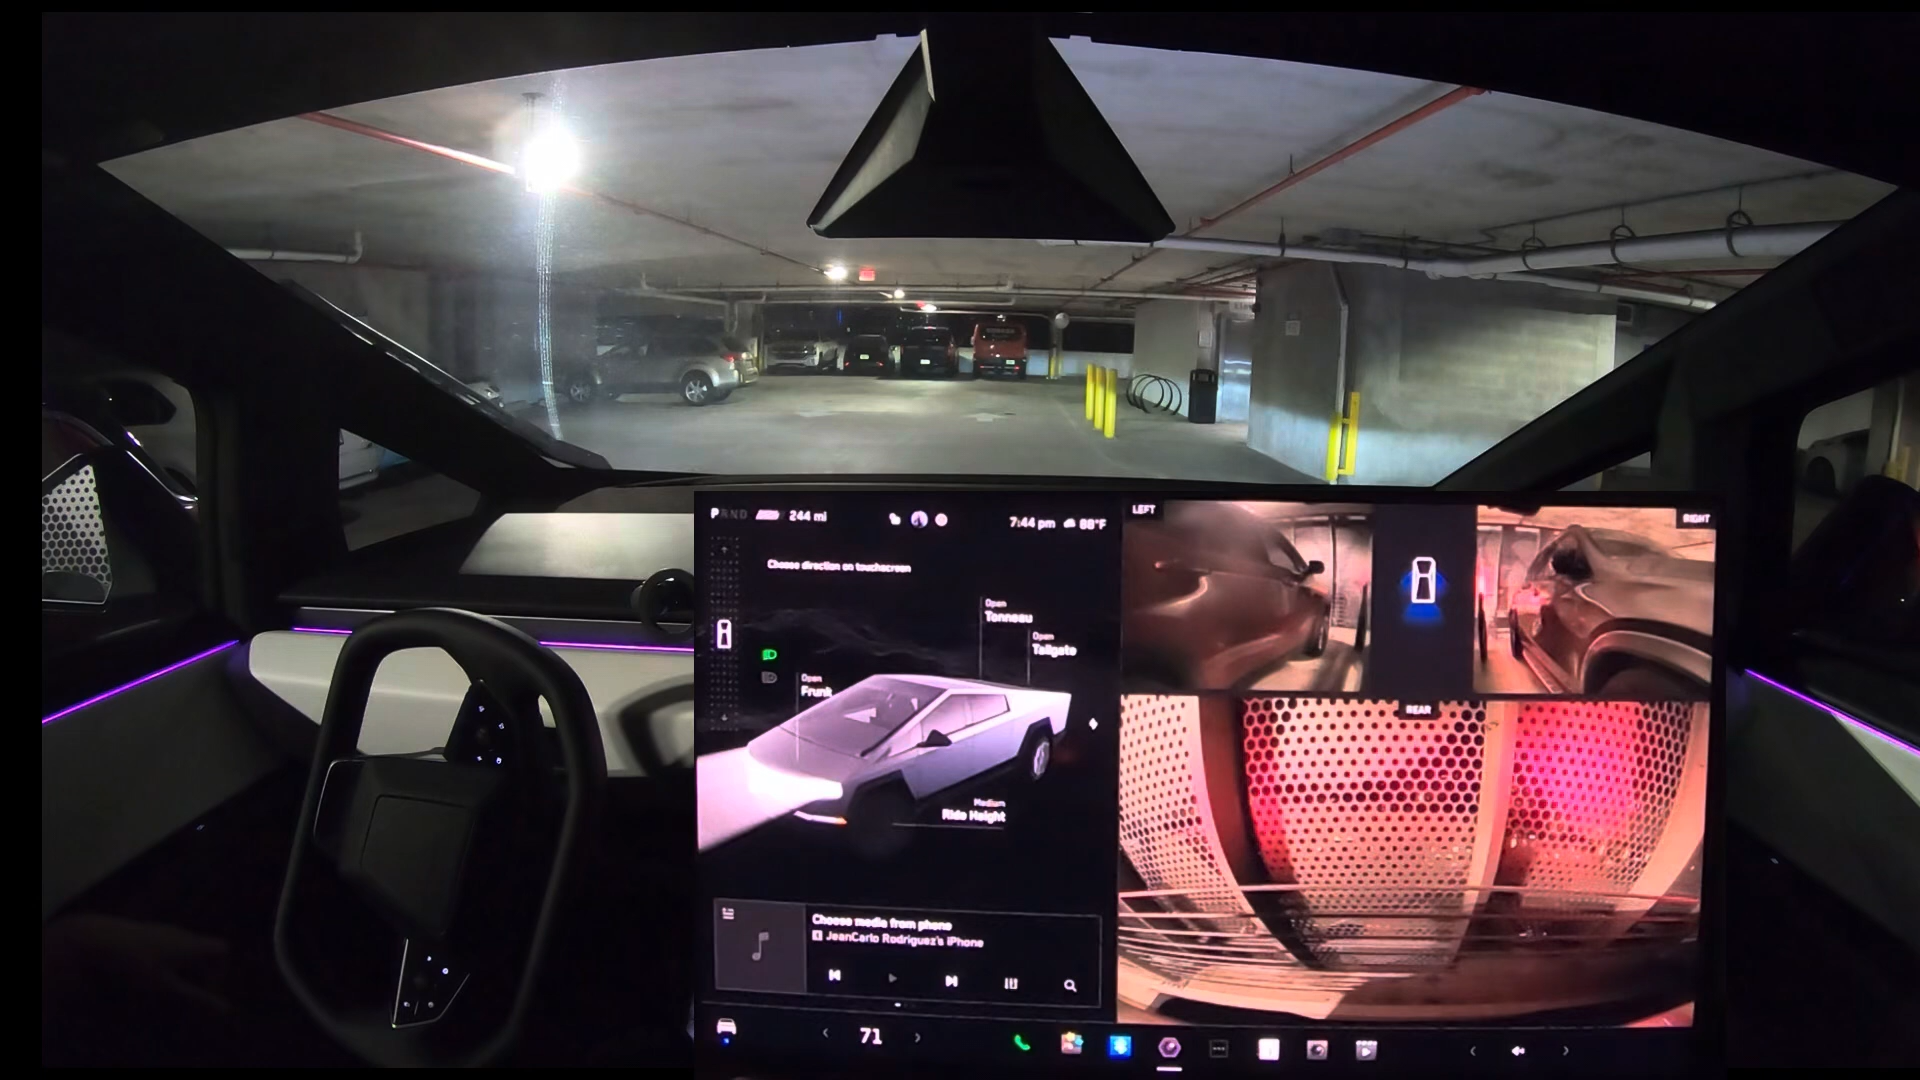 PRND 244 mi 7:44 pm 88°F
Choose direction on touchscreen
Open
Tonneau
Open
Tailgate
Open
Frunk
Medium
Ride Height
Choose media from phone
JeanCarlo Rodriguez's iPhone
71
LEFT
RIGHT
REAR